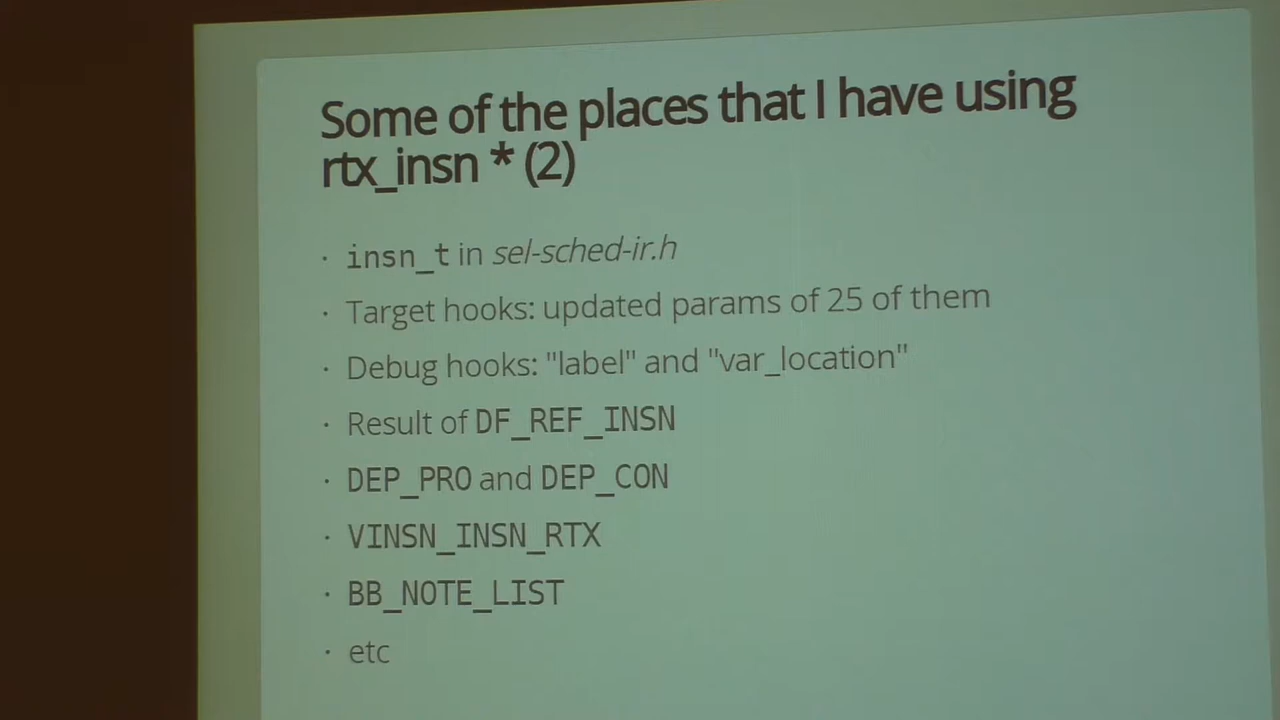 Some of the places that I have using
rtx_insn * (2)
· insn_t in sel-sched-ir.h
· Target hooks: updated params of 25 of them
· Debug hooks: "label" and "var_location"
· Result of DF_REF_INSN
· DEP_PRO and DEP_CON
· VINSN_INSN_RTX
· BB_NOTE_LIST
· etc